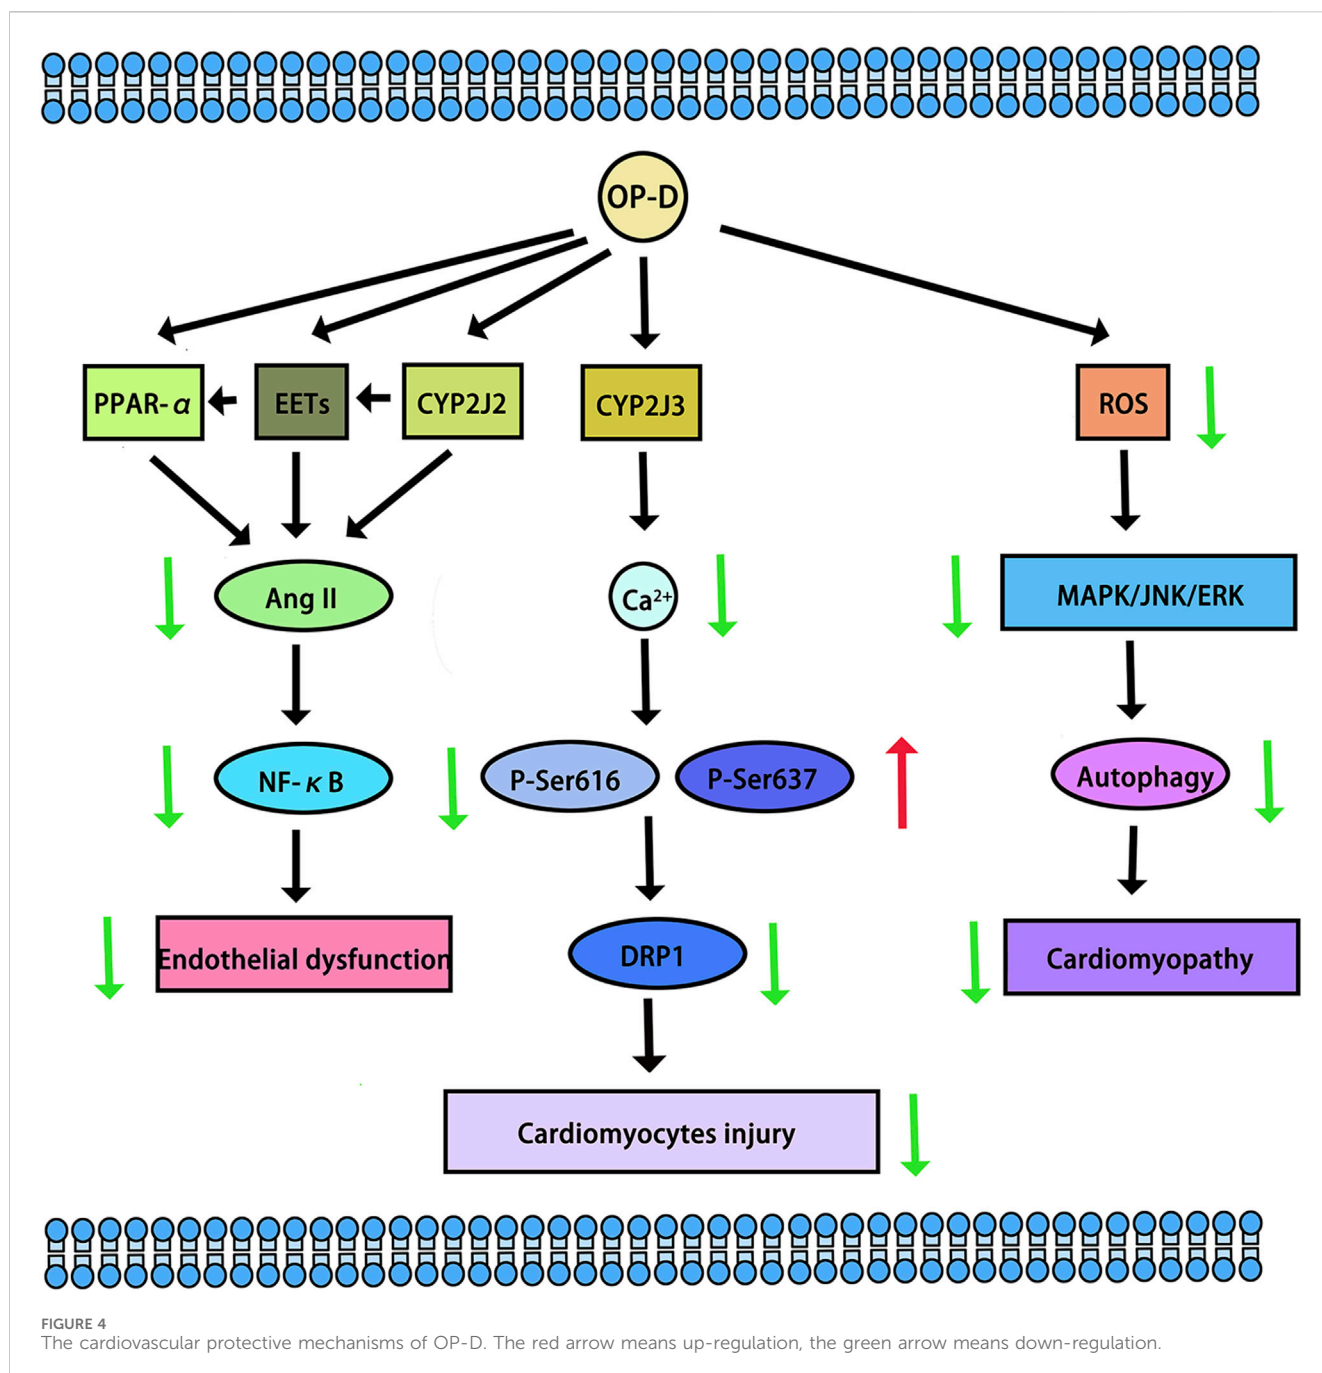 OP-D
PPAR-α
EETs
CYP2J2
CYP2J3
ROS
Ang II
Ca²⁺
MAPK/JNK/ERK
NF-κB
P-Ser616
P-Ser637
Autophagy
Endothelial dysfunction
DRP1
Cardiomyopathy
Cardiomyocytes injury
FIGURE 4
The cardiovascular protective mechanisms of OP-D. The red arrow means up-regulation, the green arrow means down-regulation.